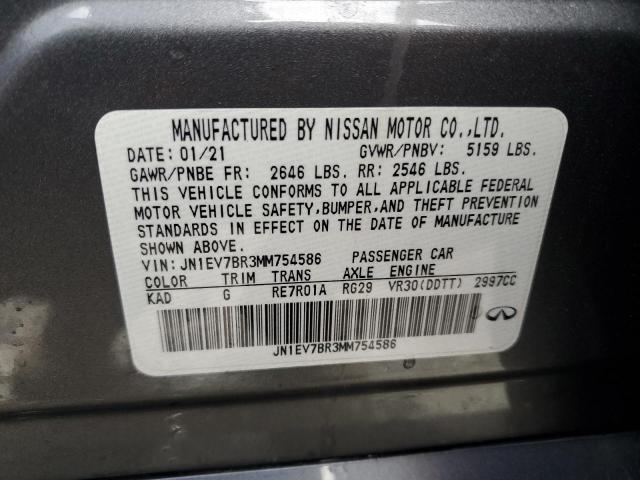 MANUFACTURED BY NISSAN MOTOR CO.,LTD.
DATE: 01/21 GVWR/PNBV: 5159 LBS.
GAWR/PNBE FR: 2646 LBS. RR: 2546 LBS.
THIS VEHICLE CONFORMS TO ALL APPLICABLE FEDERAL
MOTOR VEHICLE SAFETY,BUMPER,AND THEFT PREVENTION
STANDARDS IN EFFECT ON THE DATE OF MANUFACTURE
SHOWN ABOVE.
VIN: JN1EV7BR3MM754586 PASSENGER CAR
COLOR TRIM TRANS AXLE ENGINE
KAD G RE7R01A RG29 VR30(DDTT) 2997CC
JN1EV7BR3MM754586